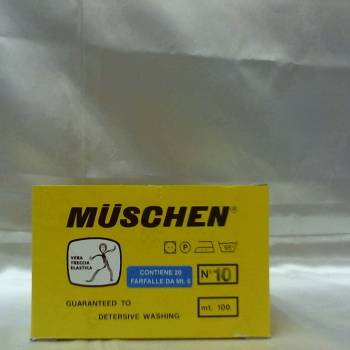 MÜSCHEN®
P
VERA
TRECCIA
ELASTICA
CONTIENE 20
FARFALLE DA Mt. 5
N° 10
GUARANTEED TO
DETERSIVE WASHING
mt. 100